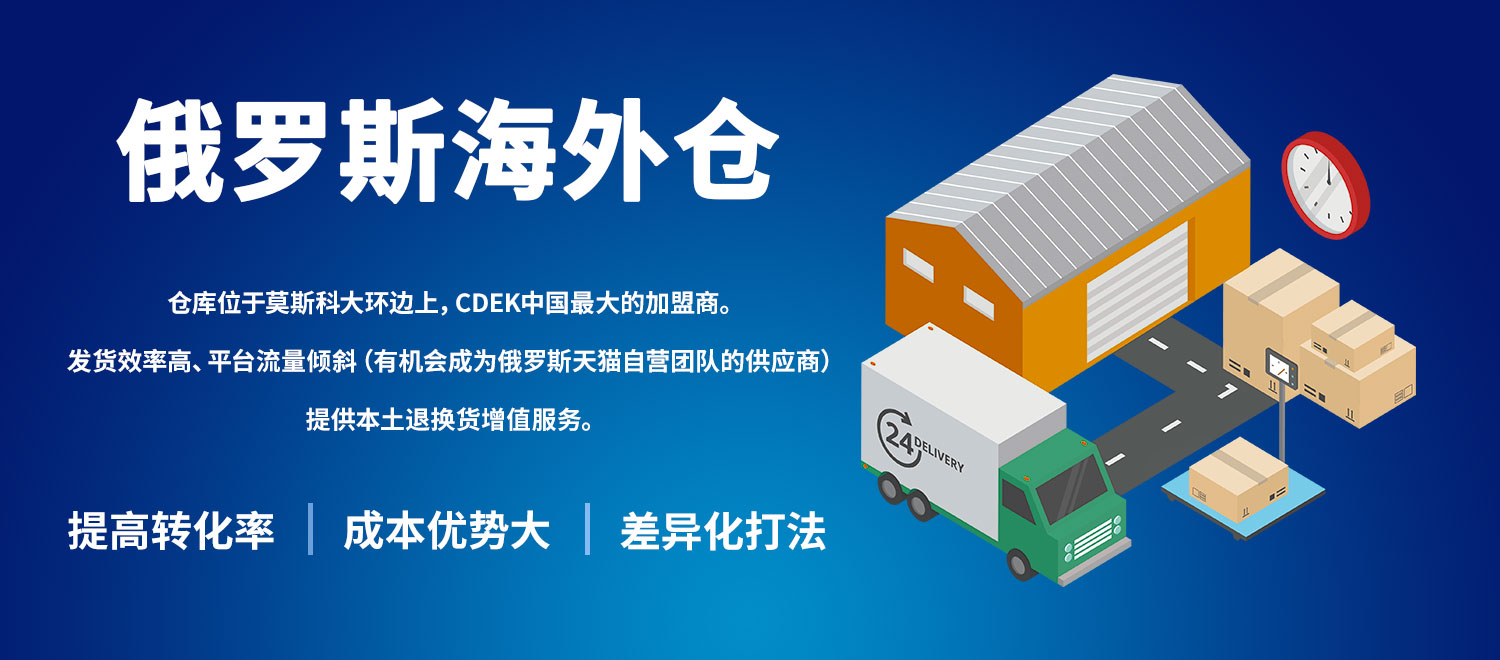 俄罗斯海外仓
仓库位于莫斯科大环边上，CDEK中国最大的加盟商。
发货效率高、平台流量倾斜（有机会成为俄罗斯天猫自营团队的供应商）
提供本土退换货增值服务。
提高转化率
成本优势大
差异化打法
24 DELIVERY